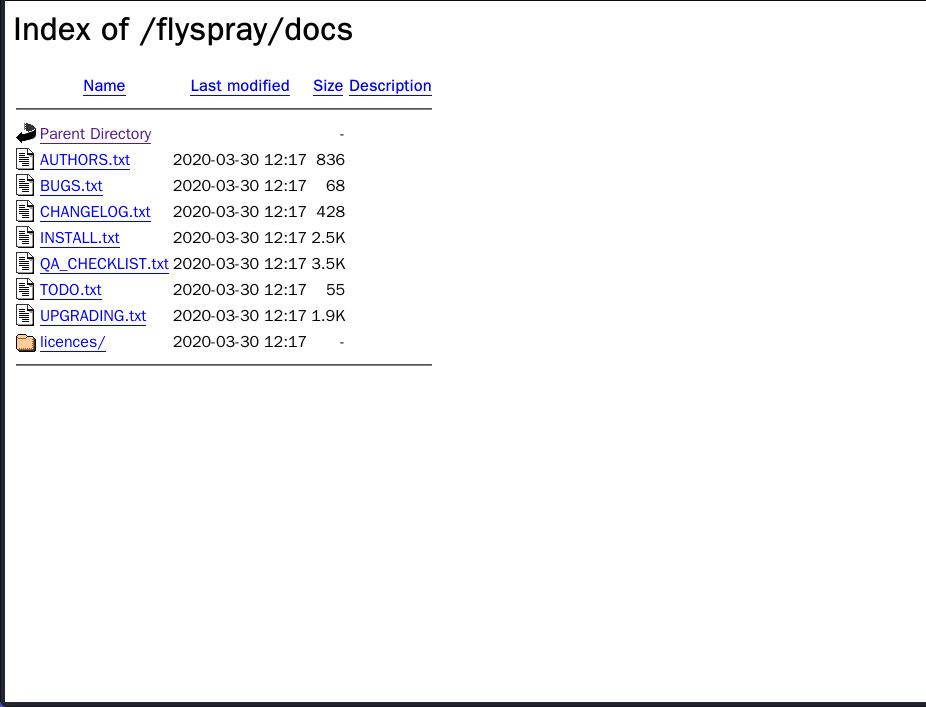 Index of /flyspray/docs
Name Last modified Size Description
Parent Directory -
AUTHORS.txt 2020-03-30 12:17 836
BUGS.txt 2020-03-30 12:17 68
CHANGELOG.txt 2020-03-30 12:17 428
INSTALL.txt 2020-03-30 12:17 2.5K
QA_CHECKLIST.txt 2020-03-30 12:17 3.5K
TODO.txt 2020-03-30 12:17 55
UPGRADING.txt 2020-03-30 12:17 1.9K
licences/ 2020-03-30 12:17 -